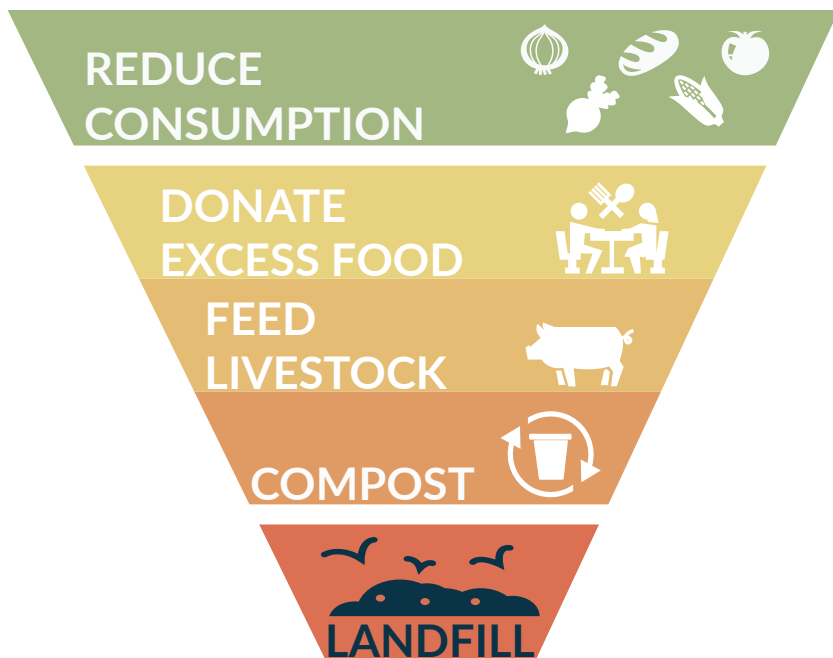 REDUCE
CONSUMPTION
DONATE
EXCESS FOOD
FEED
LIVESTOCK
COMPOST
LANDFILL